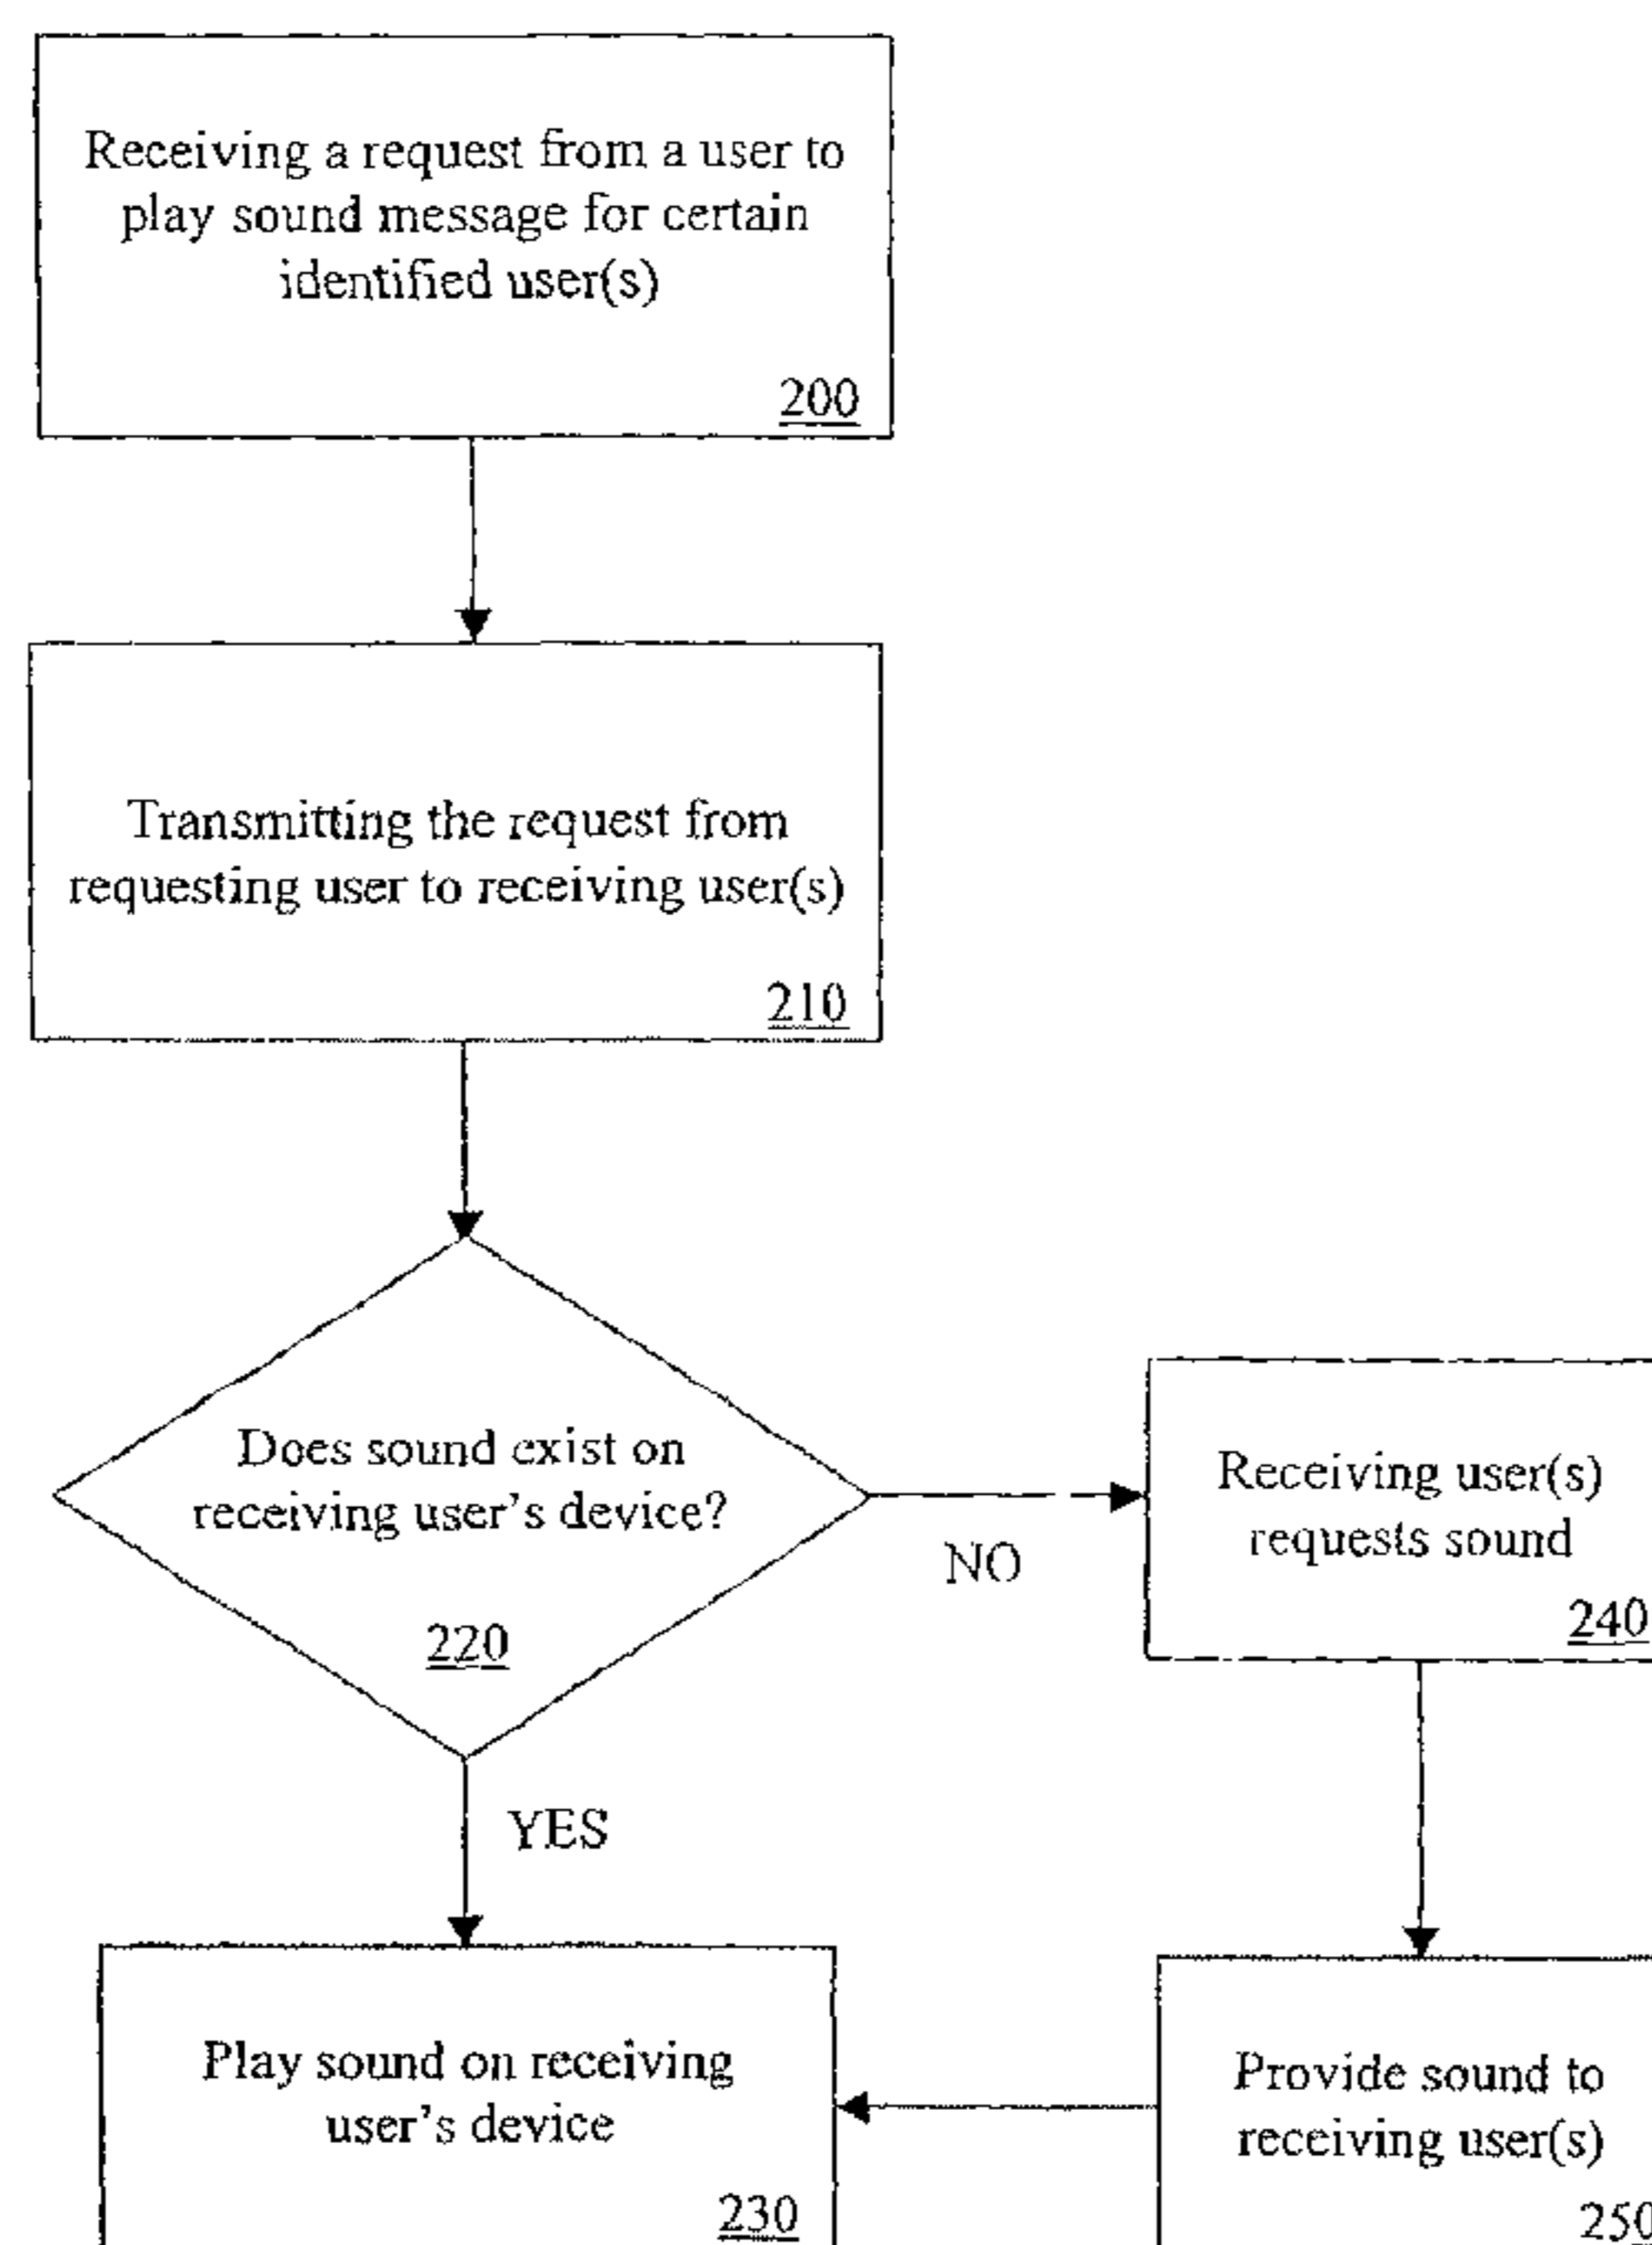 Receiving a request from a user to
play sound message for certain
identified user(s)
200
Transmitting the request from
requesting user to receiving user(s)
210
Does sound exist on
receiving user's device?
220
NO
Receiving user(s)
requests sound
240
YES
Play sound on receiving
user's device
230
Provide sound to
receiving user(s)
250